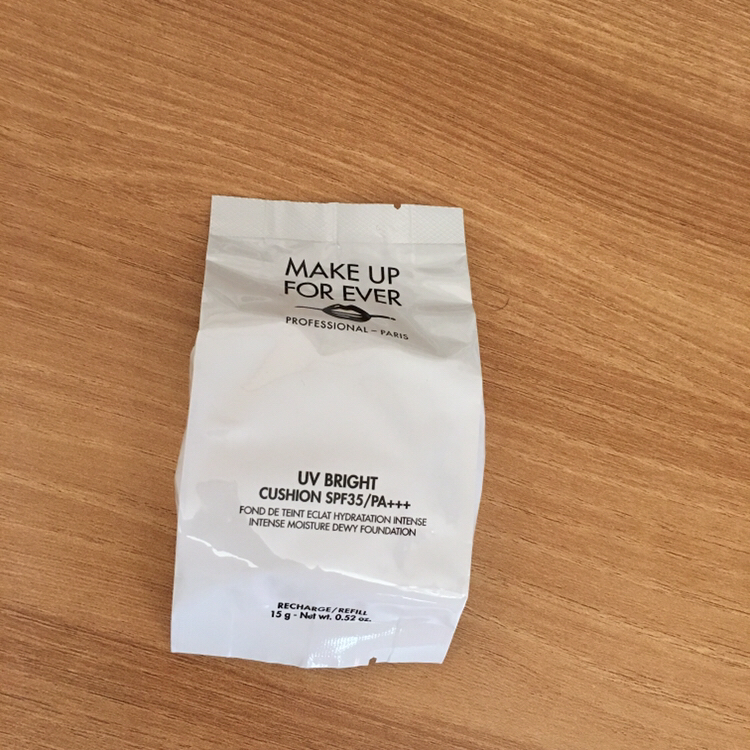 MAKE UP
FOR EVER
PROFESSIONAL – PARIS
UV BRIGHT
CUSHION SPF35/PA+++
FOND DE TEINT ECLAT HYDRATATION INTENSE
INTENSE MOISTURE DEWY FOUNDATION
RECHARGE/REFILL
15 g - Net wt. 0.52 oz.